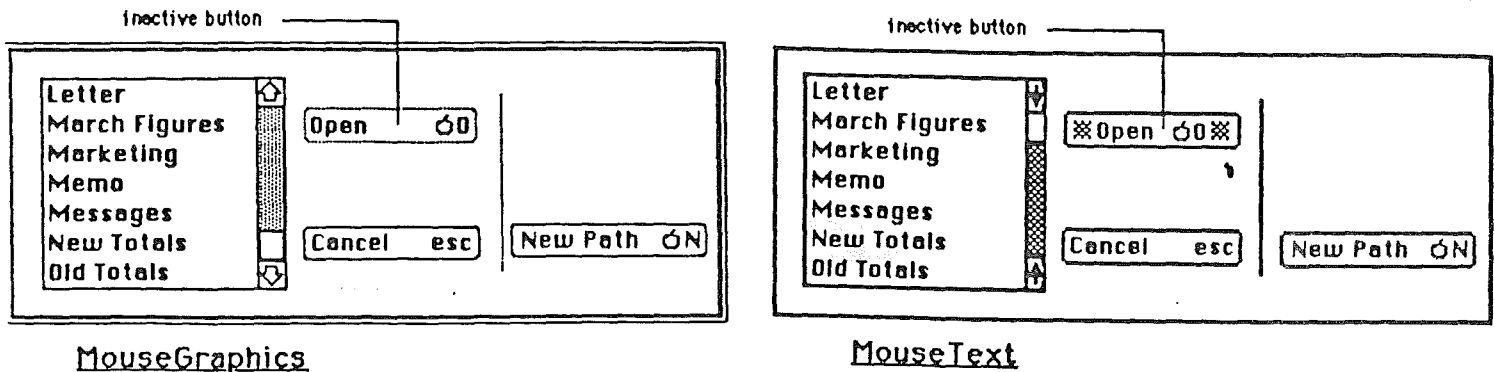 inactive button
Letter
March Figures
Marketing
Memo
Messages
New Totals
Old Totals
Open O
Cancel esc
New Path N
MouseGraphics
inactive button
Letter
March Figures
Marketing
Memo
Messages
New Totals
Old Totals
Open O
Cancel esc
New Path N
MouseText